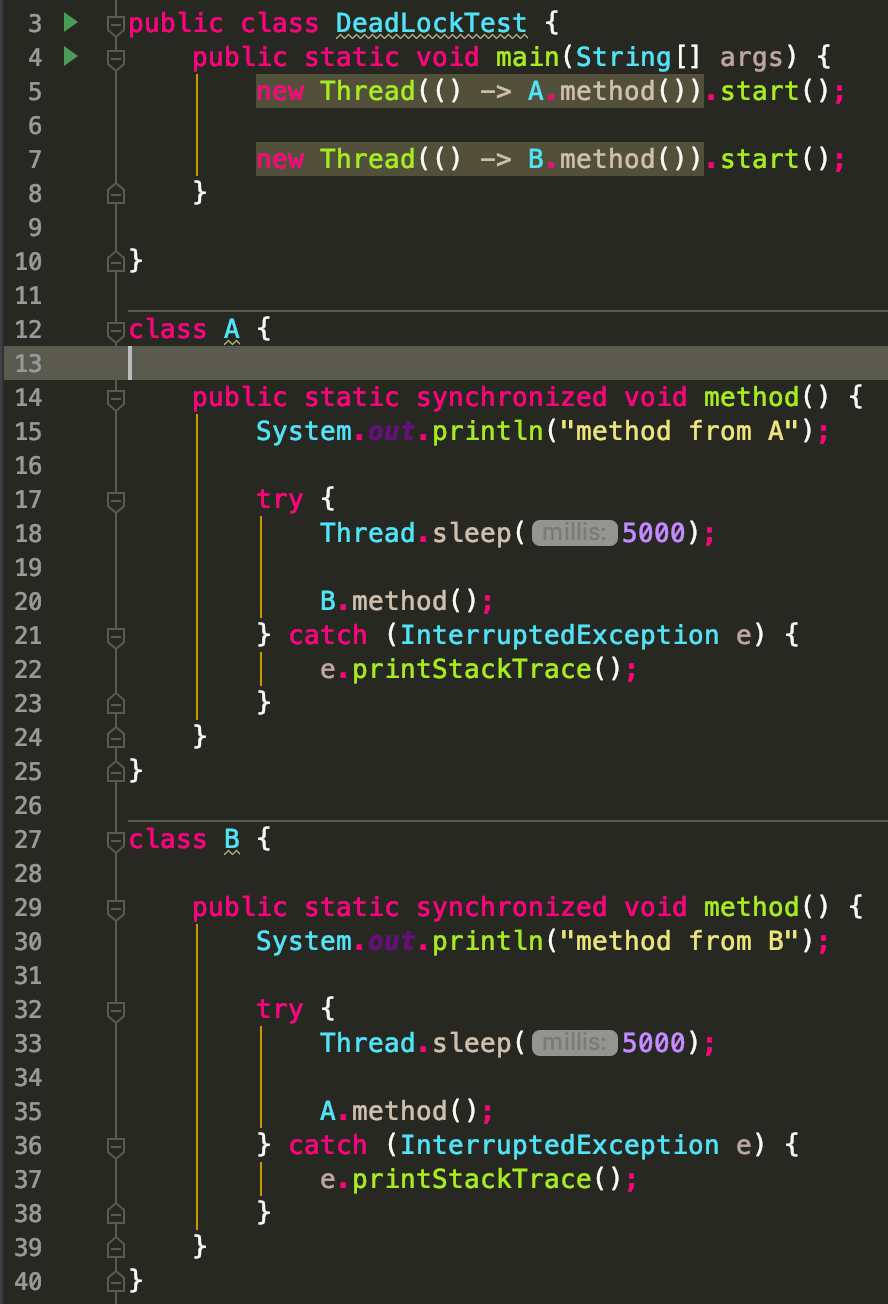 3 public class DeadLockTest {
4     public static void main(String[] args) {
5         new Thread(() -> A.method()).start();
6
7         new Thread(() -> B.method()).start();
8     }
9
10 }
11
12 class A {
13
14     public static synchronized void method() {
15         System.out.println("method from A");
16
17         try {
18             Thread.sleep( millis: 5000);
19
20             B.method();
21         } catch (InterruptedException e) {
22             e.printStackTrace();
23         }
24     }
25 }
26
27 class B {
28
29     public static synchronized void method() {
30         System.out.println("method from B");
31
32         try {
33             Thread.sleep( millis: 5000);
34
35             A.method();
36         } catch (InterruptedException e) {
37             e.printStackTrace();
38         }
39     }
40 }